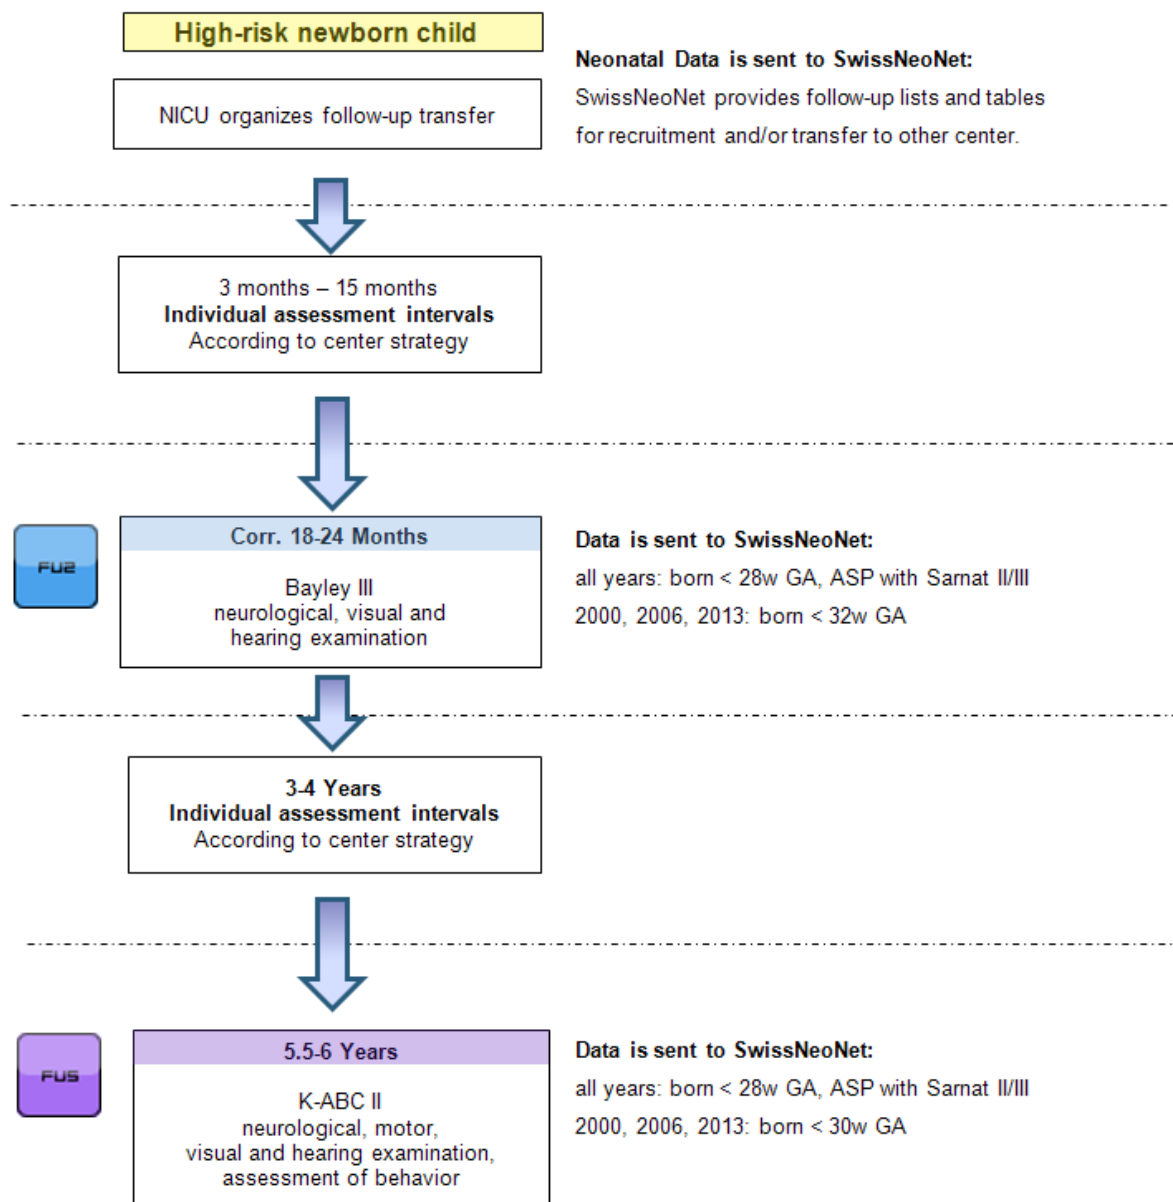 High-risk newborn child
NICU organizes follow-up transfer
Neonatal Data is sent to SwissNeoNet:
SwissNeoNet provides follow-up lists and tables
for recruitment and/or transfer to other center.
3 months – 15 months
Individual assessment intervals
According to center strategy
FU2
Corr. 18-24 Months
Bayley III
neurological, visual and
hearing examination
Data is sent to SwissNeoNet:
all years: born < 28w GA, ASP with Sarnat II/III
2000, 2006, 2013: born < 32w GA
3-4 Years
Individual assessment intervals
According to center strategy
FU5
5.5-6 Years
K-ABC II
neurological, motor,
visual and hearing examination,
assessment of behavior
Data is sent to SwissNeoNet:
all years: born < 28w GA, ASP with Sarnat II/III
2000, 2006, 2013: born < 30w GA